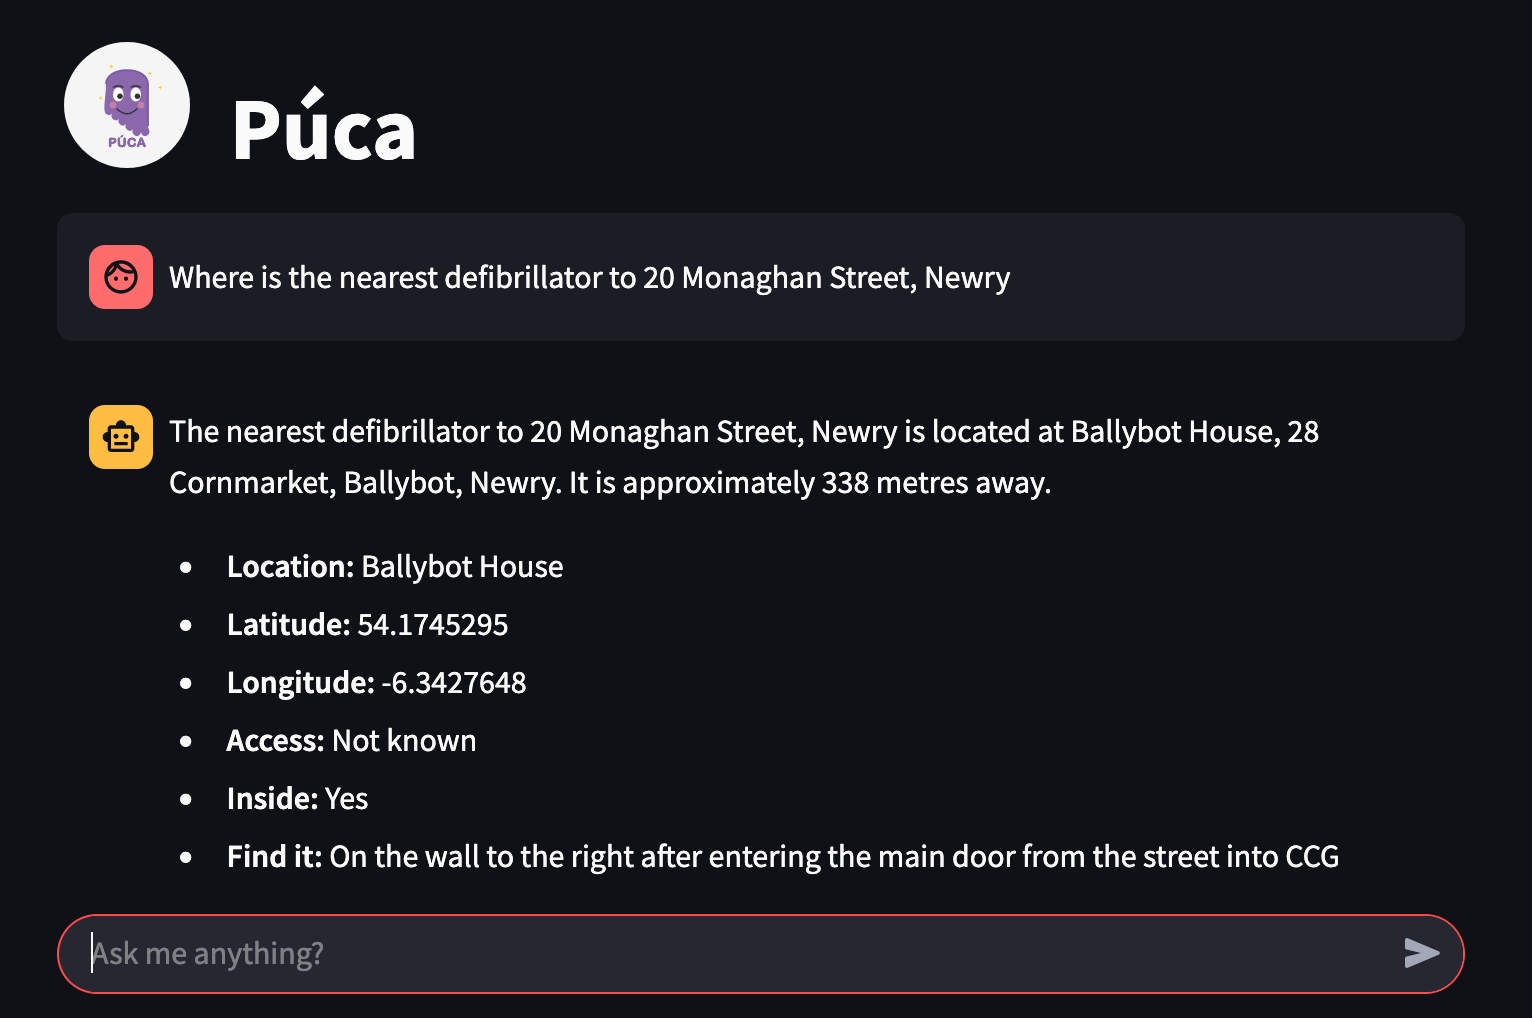 PÚCA
Púca
Where is the nearest defibrillator to 20 Monaghan Street, Newry
The nearest defibrillator to 20 Monaghan Street, Newry is located at Ballybot House, 28
Cornmarket, Ballybot, Newry. It is approximately 338 metres away.
• Location: Ballybot House
• Latitude: 54.1745295
• Longitude: -6.3427648
• Access: Not known
• Inside: Yes
• Find it: On the wall to the right after entering the main door from the street into CCG
Ask me anything?